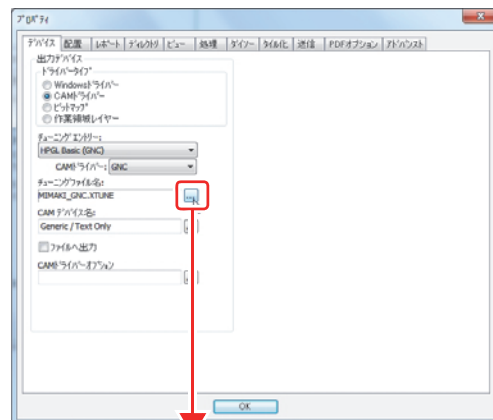 プロパティ
デバイス 配置 レポート ディレクトリ ビュー 処理 ダイソー タイル化 送信 PDFオプション アドバンスト
出力デバイス
ドライバータイプ
Windowsドライバー
CAMドライバー
ビットマップ
作業領域レイヤー
チューニングエントリー:
HPGL Basic (GNC)
CAMドライバー: GNC
チューニングファイル名:
MIMAKI_GNC.XTUNE
CAM デバイス名:
Generic / Text Only
ファイルへ出力
CAMドライバーオプション
OK